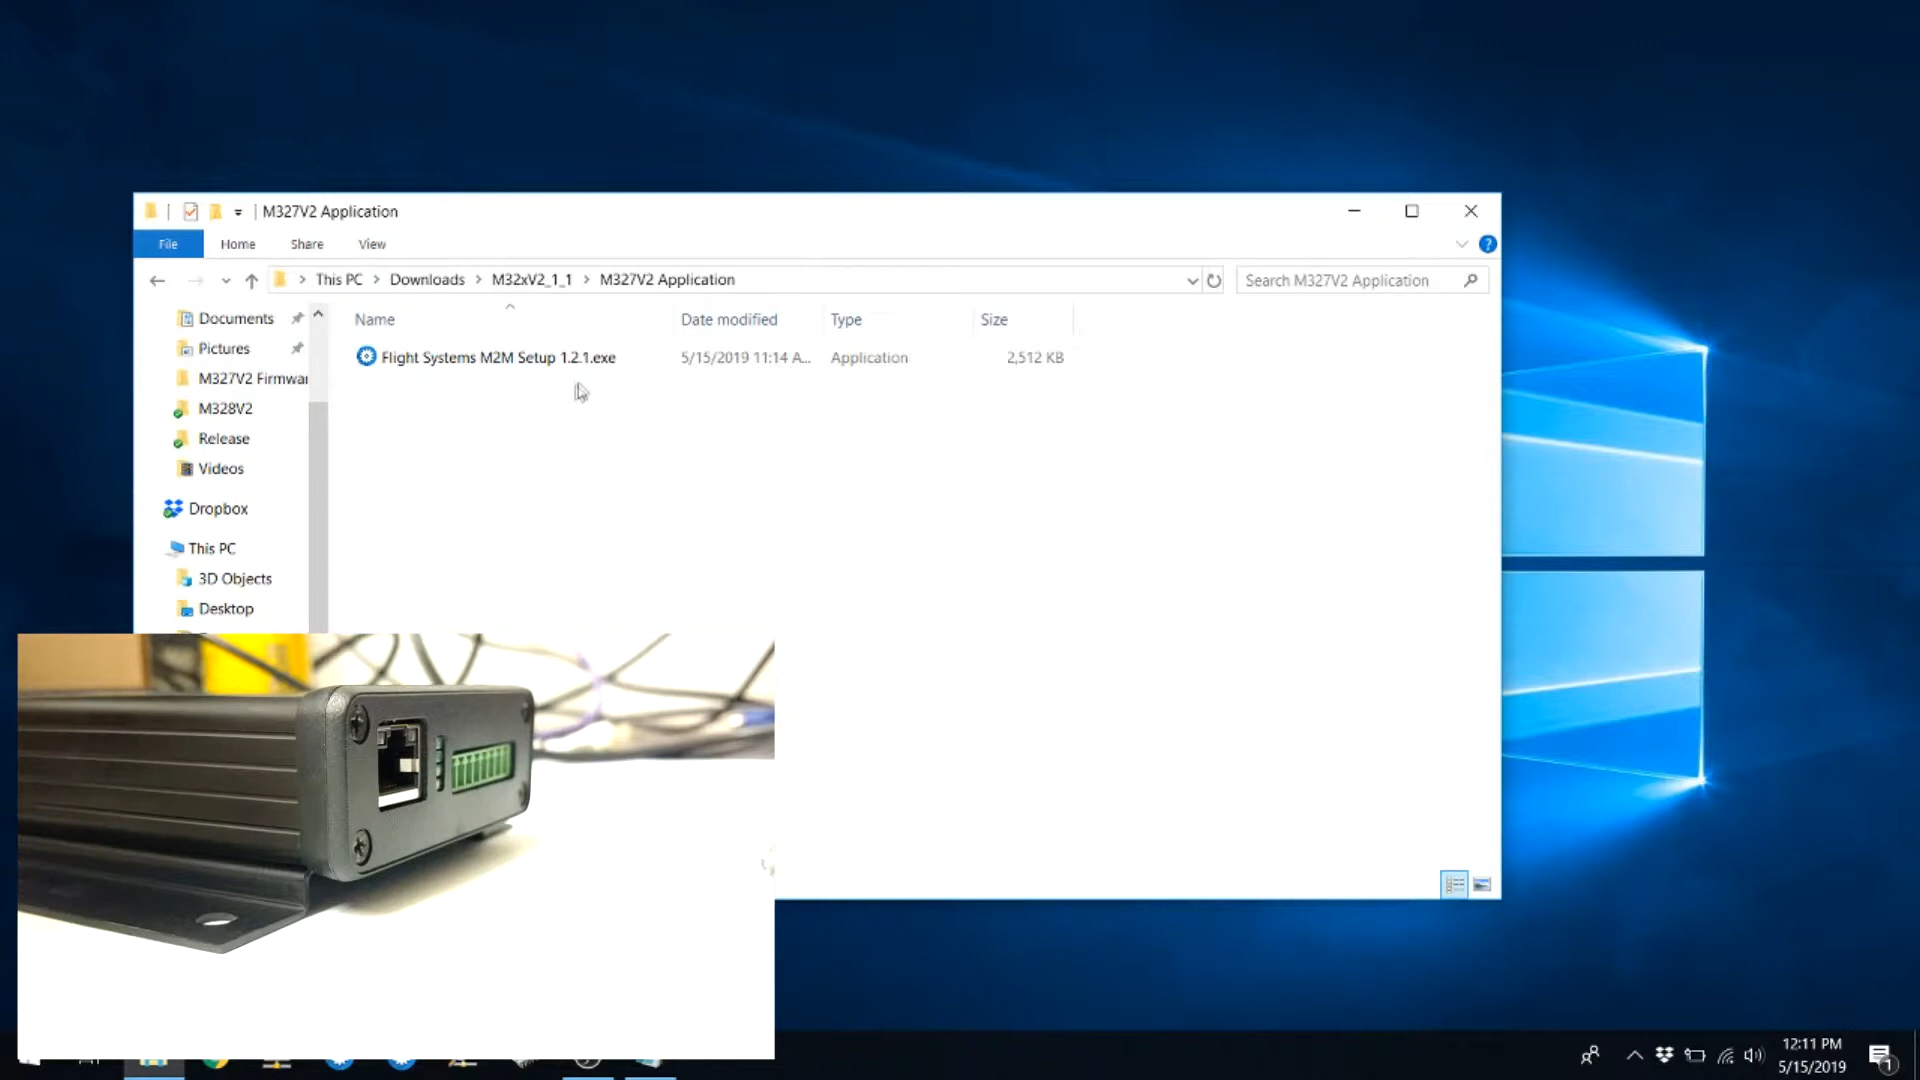 M327V2 Application
File Home Share View
This PC Downloads M32xV2_1_1 M327V2 Application
Search M327V2 Application
Documents
Pictures
M327V2 Firmwar
M328V2
Release
Videos
Dropbox
This PC
3D Objects
Desktop
Name Date modified Type Size
Flight Systems M2M Setup 1.2.1.exe 5/15/2019 11:14 A... Application 2,512 KB
12:11 PM
5/15/2019
1